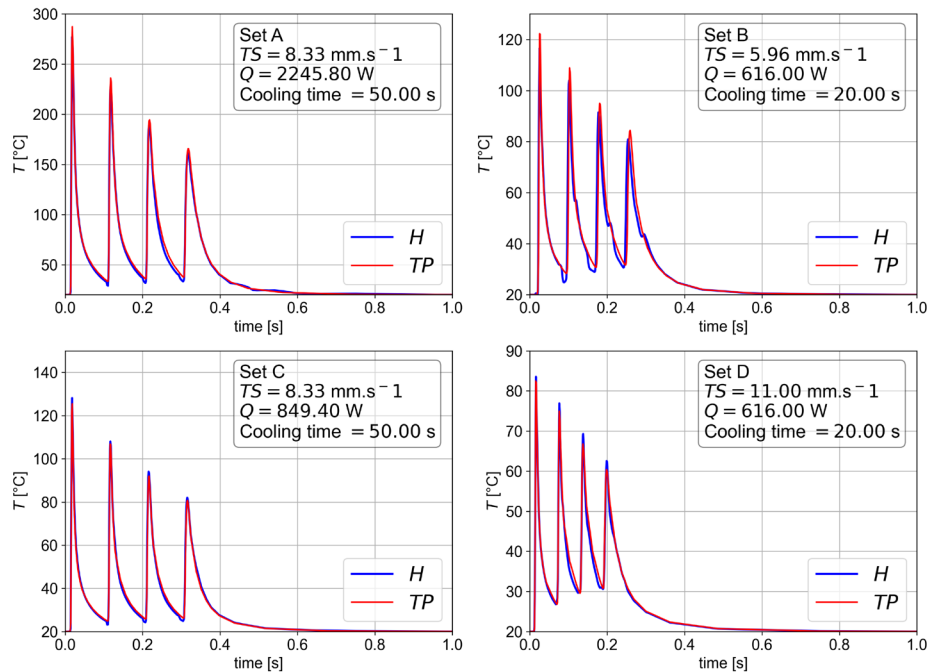 300
250
200
150
100
50
T [°C]
0.0 0.2 0.4 0.6 0.8 1.0
time [s]
Set A
TS = 8.33 mm.s⁻ 1
Q = 2245.80 W
Cooling time = 50.00 s
H
TP
120
100
80
60
40
20
T [°C]
0.0 0.2 0.4 0.6 0.8 1.0
time [s]
Set B
TS = 5.96 mm.s⁻ 1
Q = 616.00 W
Cooling time = 20.00 s
H
TP
140
120
100
80
60
40
20
T [°C]
0.0 0.2 0.4 0.6 0.8 1.0
time [s]
Set C
TS = 8.33 mm.s⁻ 1
Q = 849.40 W
Cooling time = 50.00 s
H
TP
90
80
70
60
50
40
30
20
T [°C]
0.0 0.2 0.4 0.6 0.8 1.0
time [s]
Set D
TS = 11.00 mm.s⁻ 1
Q = 616.00 W
Cooling time = 20.00 s
H
TP